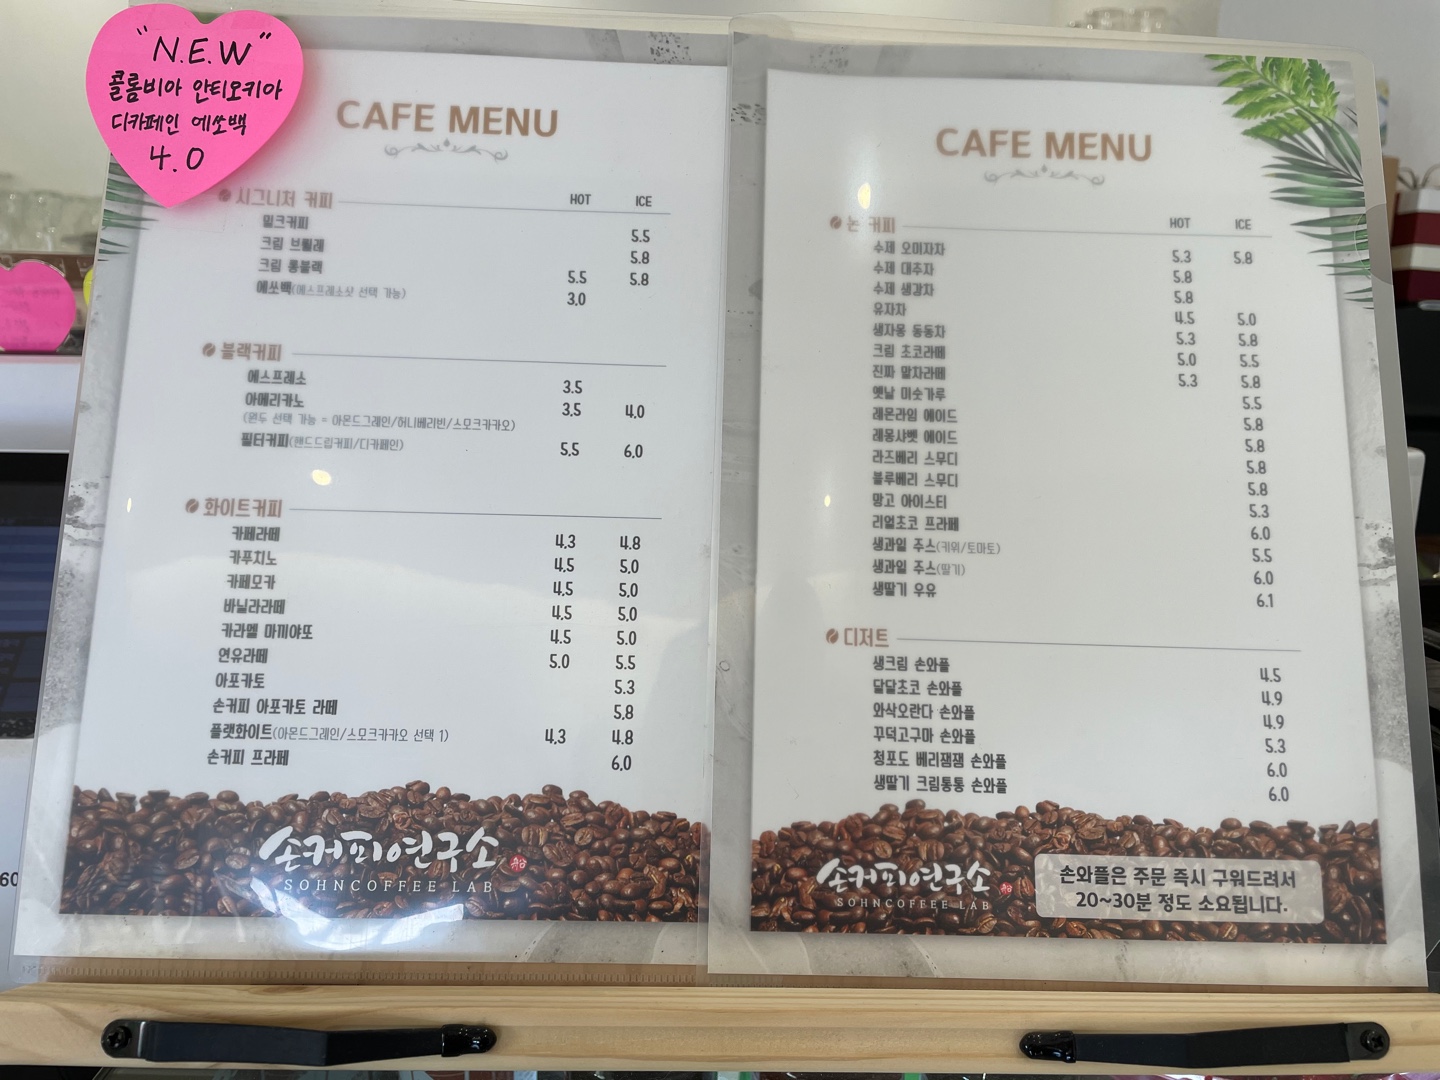 "N.E.W"
콜롬비아 안티오키아
디카페인 에쏘백
4.0
CAFE MENU
시그니처 커피 HOT ICE
밀크커피 5.5
크림 브륄레 5.8
크림 롱블랙 5.5 5.8
에쏘백(에스프레소샷 선택 가능) 3.0
블랙커피
에스프레소 3.5
아메리카노 3.5 4.0
(원두 선택 가능 = 아몬드그레인/허니베리빈/스모크카카오)
필터커피(핸드드립커피/디카페인) 5.5 6.0
화이트커피
카페라떼 4.3 4.8
카푸치노 4.5 5.0
카페모카 4.5 5.0
바닐라라떼 4.5 5.0
카라멜 마끼야또 4.5 5.0
연유라떼 5.0 5.5
아포카토 5.3
손커피 아포카토 라떼 5.8
플랫화이트(아몬드그레인/스모크카카오 선택 1) 4.3 4.8
손커피 프라페 6.0
손커피연구소
SOHNCOFFEE LAB
CAFE MENU
논 커피 HOT ICE
수제 오미자차 5.3 5.8
수제 대추차 5.8
수제 생강차 5.8
유자차 4.5 5.0
생자몽 동동차 5.3 5.8
크림 초코라떼 5.0 5.5
진짜 말차라떼 5.3 5.8
옛날 미숫가루 5.5
레몬라임 에이드 5.8
레몽샤벳 에이드 5.8
라즈베리 스무디 5.8
블루베리 스무디 5.8
망고 아이스티 5.3
리얼초코 프라페 6.0
생과일 주스(키위/토마토) 5.5
생과일 주스(딸기) 6.0
생딸기 우유 6.1
디저트
생크림 손와플 4.5
달달초코 손와플 4.9
와삭오란다 손와플 4.9
꾸덕고구마 손와플 5.3
청포도 베리잼잼 손와플 6.0
생딸기 크림통통 손와플 6.0
손커피연구소
SOHNCOFFEE LAB
손와플은 주문 즉시 구워드려서
20~30분 정도 소요됩니다.
60